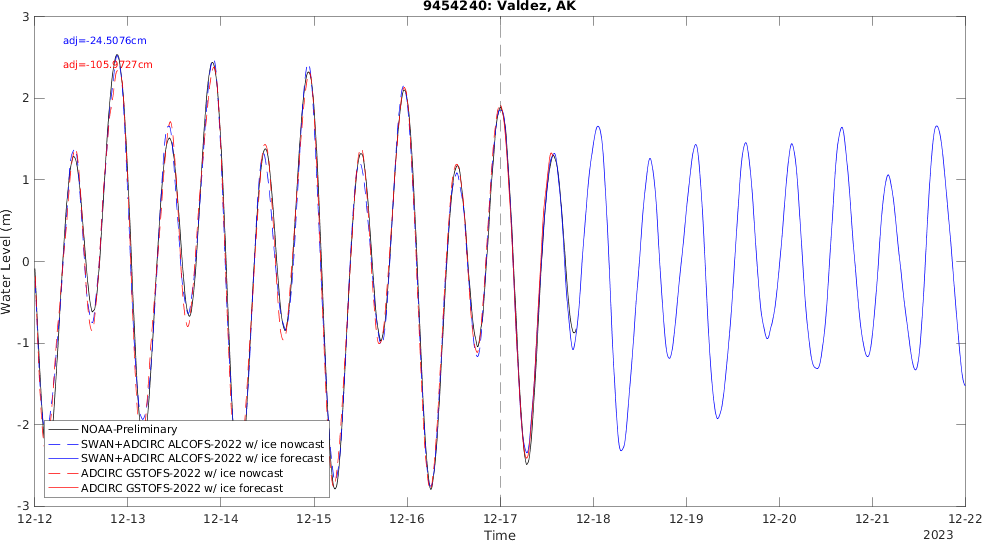 9454240: Valdez, AK
adj=-24.5076cm
adj=-105.9727cm
3
2
1
0
-1
-2
-3
Water Level (m)
NOAA-Preliminary
SWAN+ADCIRC ALCOFS-2022 w/ ice nowcast
SWAN+ADCIRC ALCOFS-2022 w/ ice forecast
ADCIRC GSTOFS-2022 w/ ice nowcast
ADCIRC GSTOFS-2022 w/ ice forecast
12-12 12-13 12-14 12-15 12-16 12-17 12-18 12-19 12-20 12-21 12-22
Time
2023